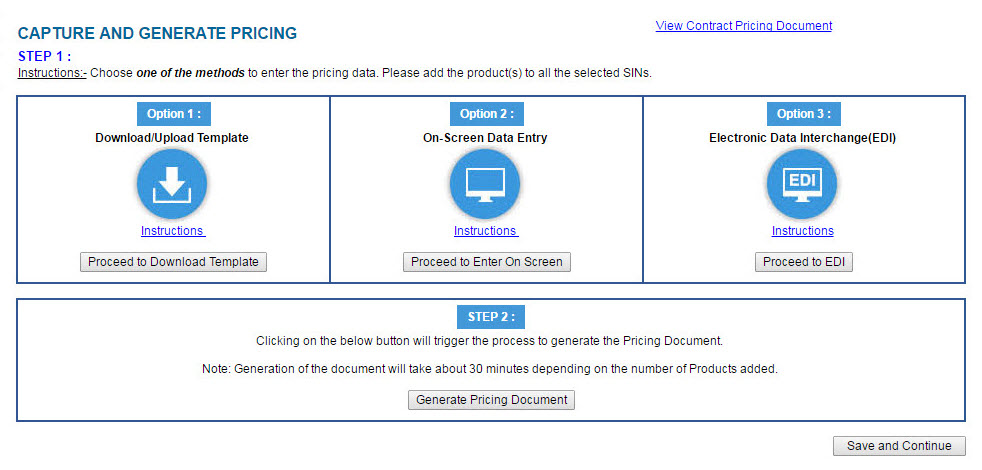 View Contract Pricing Document
CAPTURE AND GENERATE PRICING
STEP 1 :
Instructions:- Choose one of the methods to enter the pricing data. Please add the product(s) to all the selected SINs.
Option 1 :
Download/Upload Template
Instructions
Proceed to Download Template
Option 2 :
On-Screen Data Entry
Instructions
Proceed to Enter On Screen
Option 3 :
Electronic Data Interchange(EDI)
EDI
Instructions
Proceed to EDI
STEP 2 :
Clicking on the below button will trigger the process to generate the Pricing Document.
Note: Generation of the document will take about 30 minutes depending on the number of Products added.
Generate Pricing Document
Save and Continue